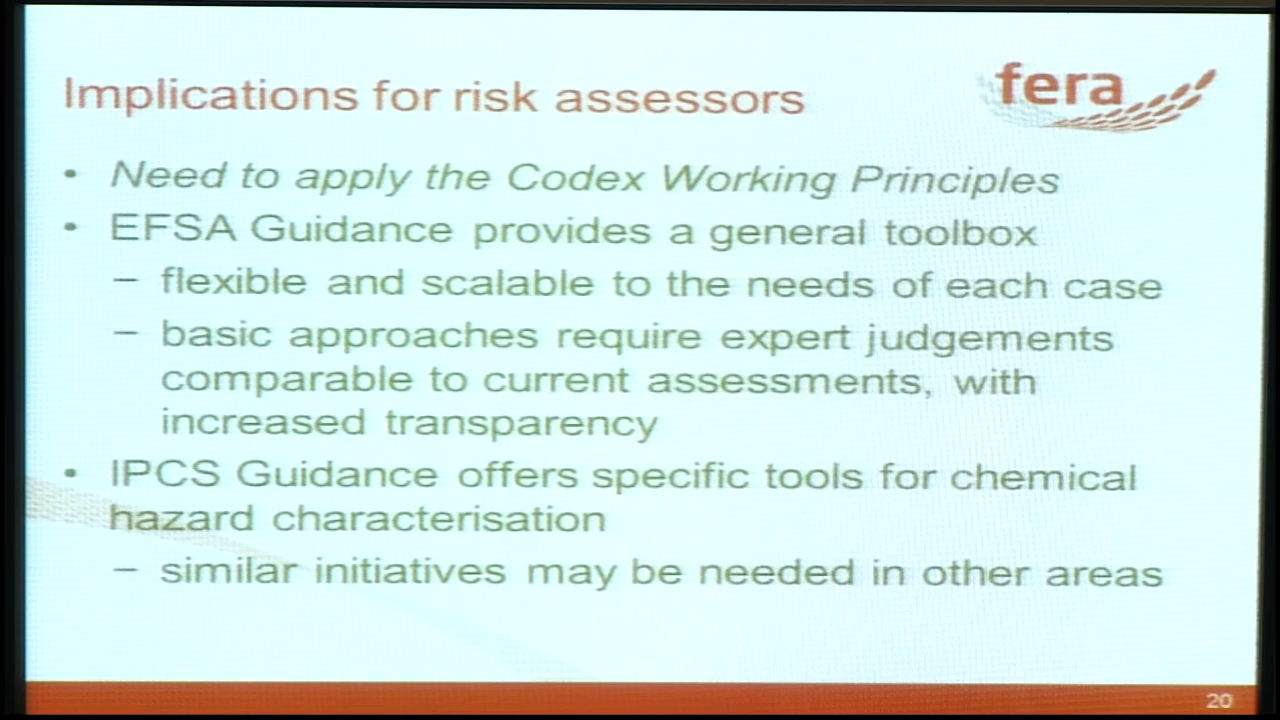 Implications for risk assessors
fera
• Need to apply the Codex Working Principles
• EFSA Guidance provides a general toolbox
– flexible and scalable to the needs of each case
– basic approaches require expert judgements
comparable to current assessments, with
increased transparency
• IPCS Guidance offers specific tools for chemical
hazard characterisation
– similar initiatives may be needed in other areas
20